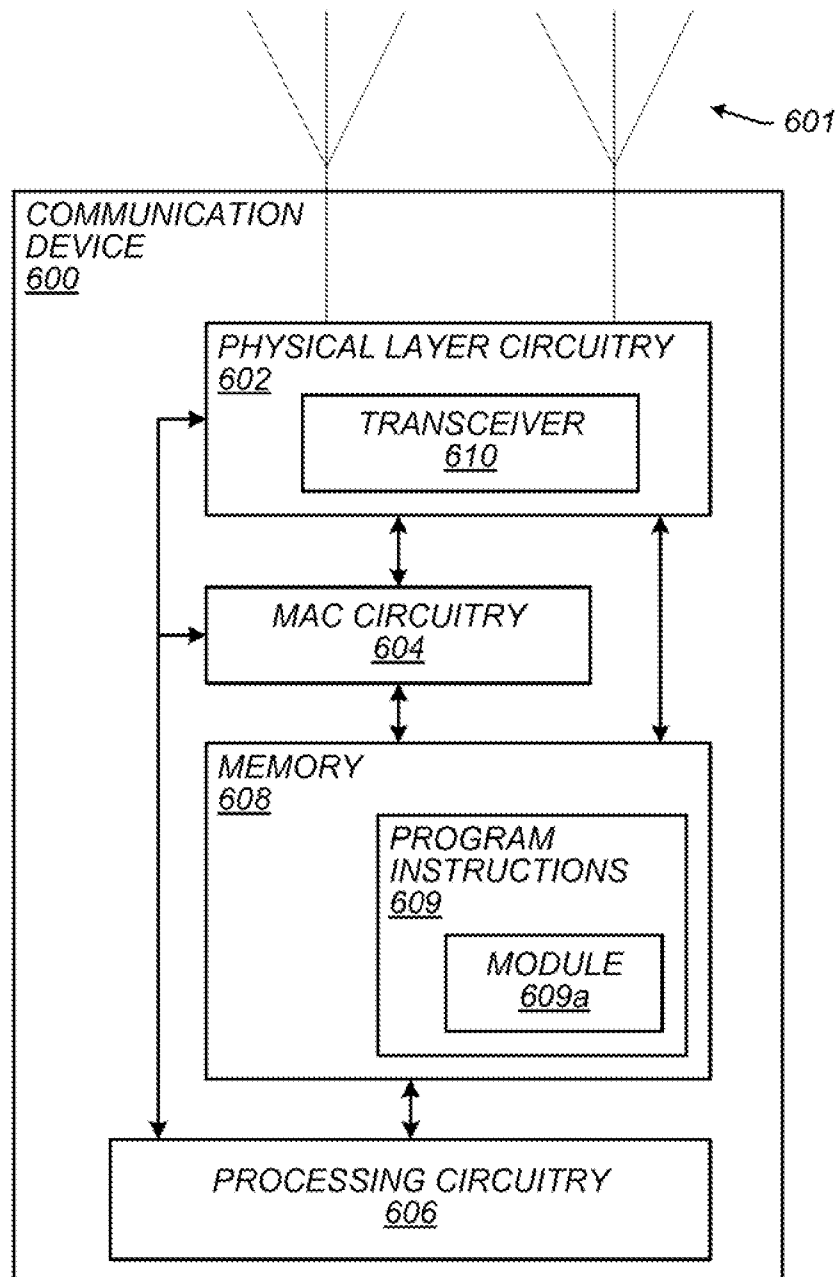 601
COMMUNICATION
DEVICE
600
PHYSICAL LAYER CIRCUITRY
602
TRANSCEIVER
610
MAC CIRCUITRY
604
MEMORY
608
PROGRAM
INSTRUCTIONS
609
MODULE
609a
PROCESSING CIRCUITRY
606